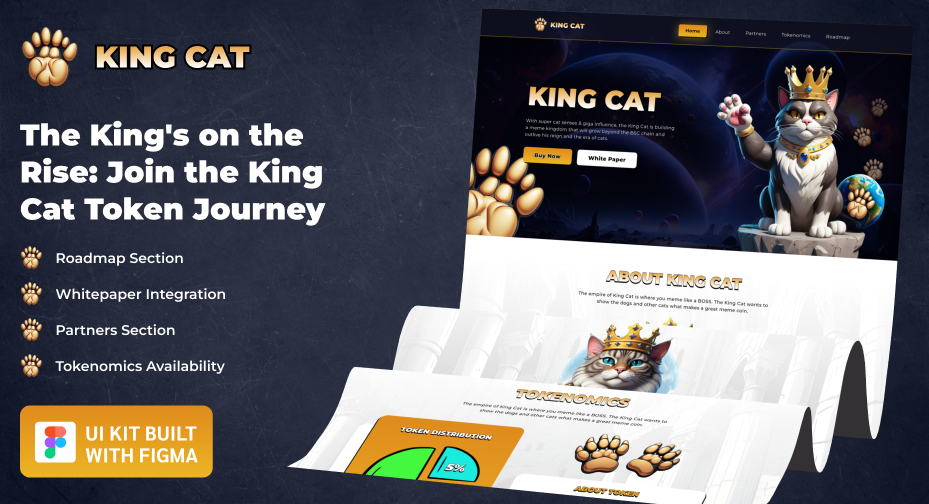 KING CAT
The King's on the
Rise: Join the King
Cat Token Journey
Roadmap Section
Whitepaper Integration
Partners Section
Tokenomics Availability
UI KIT BUILT
WITH FIGMA
KING CAT
Home
About
Partners
Tokenomics
Roadmap
KING CAT
With super cat senses & giga influence, the King Cat is building
a meme kingdom that will grow beyond the BSC chain and
outlive his reign and the era of cats.
Buy Now
White Paper
ABOUT KING CAT
The empire of King Cat is where you meme like a BOSS. The King Cat wants to
show the dogs and other cats what makes a great meme coin.
TOKENOMICS
The empire of King Cat is where you meme like a BOSS. The King Cat wants to
show the dogs and other cats what makes a great meme coin.
TOKEN DISTRIBUTION
5%
ABOUT TOKEN